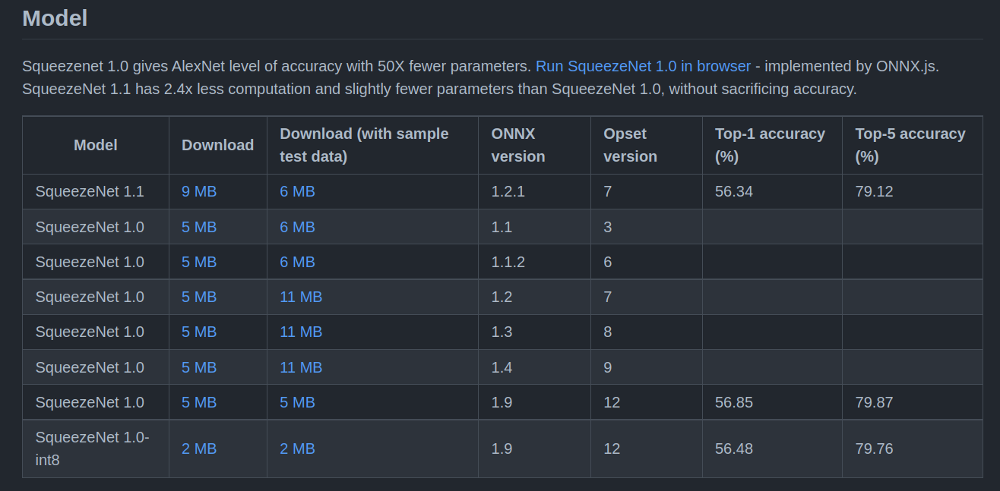 Model
Squeezenet 1.0 gives AlexNet level of accuracy with 50X fewer parameters. Run SqueezeNet 1.0 in browser - implemented by ONNX.js.
SqueezeNet 1.1 has 2.4x less computation and slightly fewer parameters than SqueezeNet 1.0, without sacrificing accuracy.
Model Download Download (with sample test data) ONNX version Opset version Top-1 accuracy (%) Top-5 accuracy (%)
SqueezeNet 1.1 9 MB 6 MB 1.2.1 7 56.34 79.12
SqueezeNet 1.0 5 MB 6 MB 1.1 3
SqueezeNet 1.0 5 MB 6 MB 1.1.2 6
SqueezeNet 1.0 5 MB 11 MB 1.2 7
SqueezeNet 1.0 5 MB 11 MB 1.3 8
SqueezeNet 1.0 5 MB 11 MB 1.4 9
SqueezeNet 1.0 5 MB 5 MB 1.9 12 56.85 79.87
SqueezeNet 1.0-int8 2 MB 2 MB 1.9 12 56.48 79.76